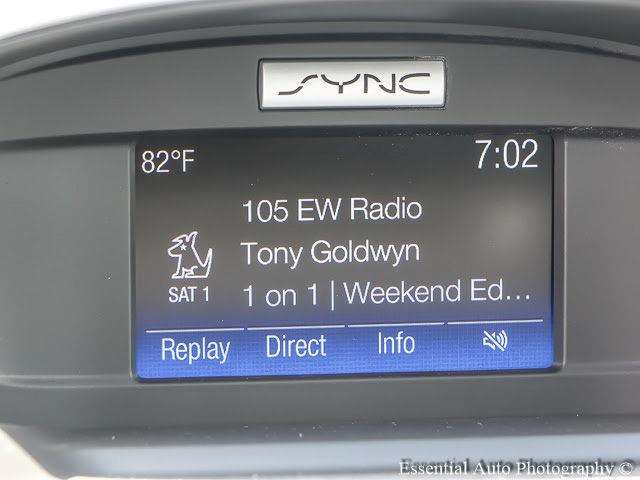 SYNC
82°F 7:02
105 EW Radio
Tony Goldwyn
SAT 1 1 on 1 | Weekend Ed...
Replay Direct Info
Essential Auto Photography ©